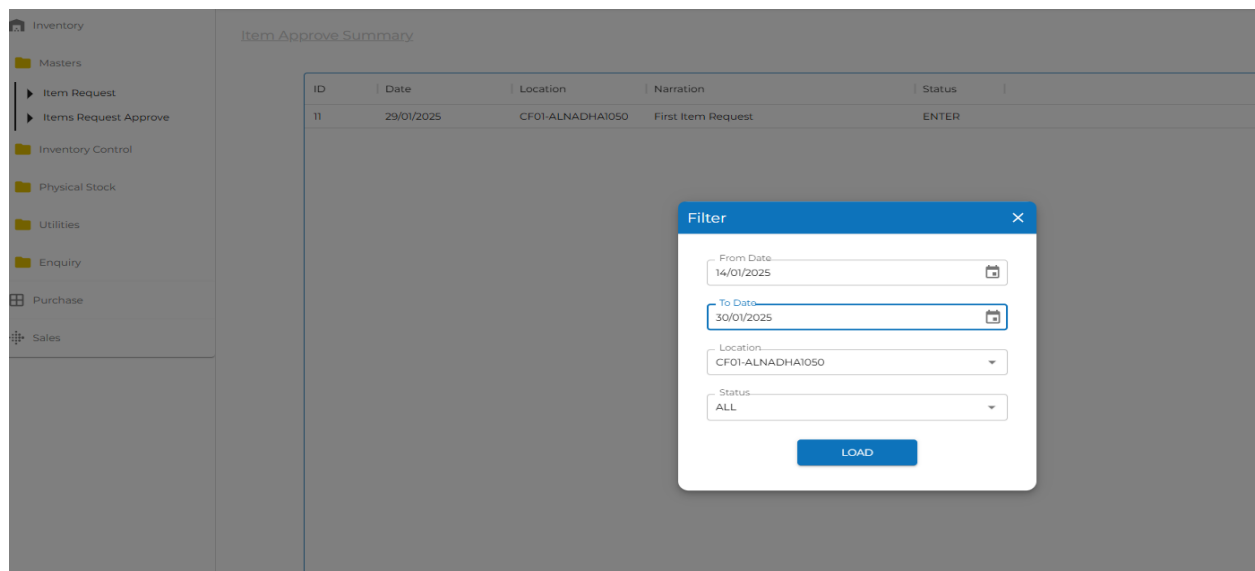 Inventory
Masters
Item Request
Items Request Approve
Inventory Control
Physical Stock
Utilities
Enquiry
Purchase
Sales
Item Approve Summary
ID Date Location Narration Status
11 29/01/2025 CF01-ALNADHA1050 First Item Request ENTER
Filter
From Date
14/01/2025
To Date
30/01/2025
Location
CF01-ALNADHA1050
Status
ALL
LOAD